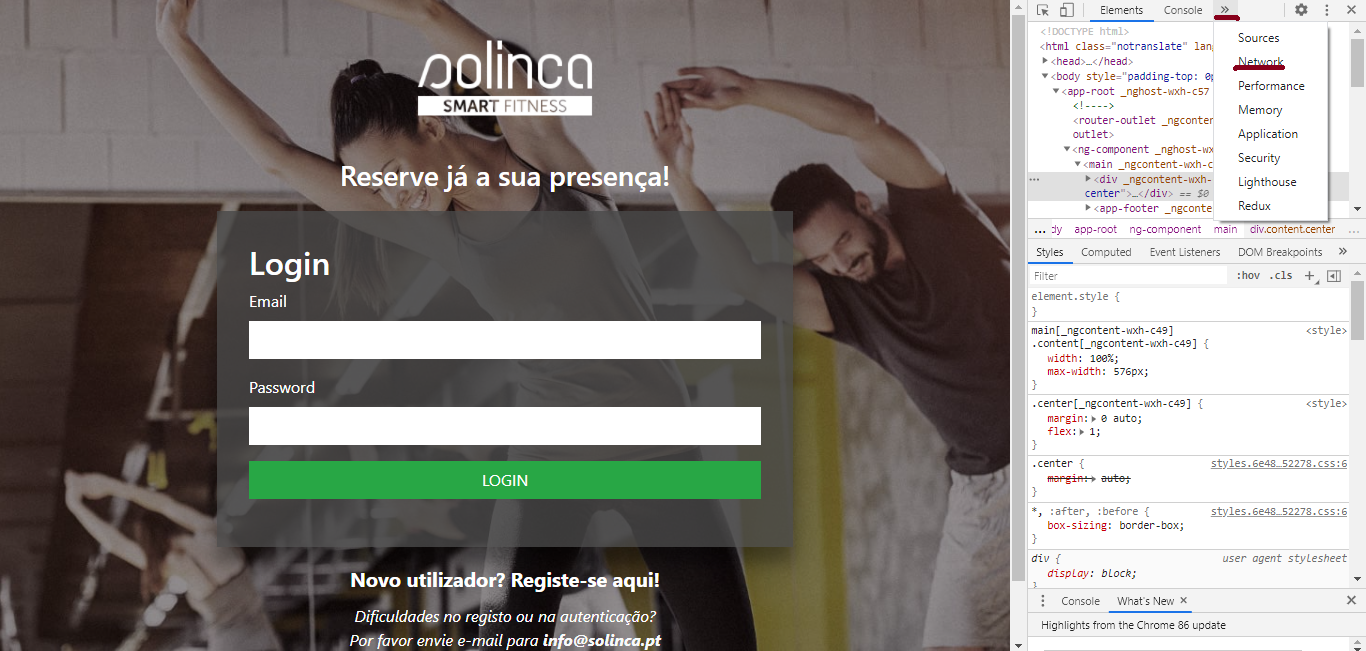 solinca
SMART FITNESS
Reserve já a sua presença!
Login
Email
Password
LOGIN
Novo utilizador? Registe-se aqui!
Dificuldades no registo ou na autenticação?
Por favor envie e-mail para info@solinca.pt
Elements Console »
Sources
Network
Performance
Memory
Application
Security
Lighthouse
Redux
<!DOCTYPE html>
<html class="notranslate" lang
<head>…</head>
<body style="padding-top: 0p
<app-root _nghost-wxh-c57
<!---->
<router-outlet _ngcont
outlet>
<ng-component _nghost-wx
<main _ngcontent-wxh-c
<div _ngcontent-wxh-
center">…</div> == $0
<app-footer _ngconte
... dy app-root ng-component main div.content.center ...
Styles Computed Event Listeners DOM Breakpoints »
Filter :hov .cls +
element.style {
}
main[_ngcontent-wxh-c49] <style>
.content[_ngcontent-wxh-c49] {
width: 100%;
max-width: 576px;
}
.center[_ngcontent-wxh-c49] { <style>
margin: 0 auto;
flex: 1;
}
.center { styles.6e48…52278.css:6
margin: auto;
}
*, :after, :before { styles.6e48…52278.css:6
box-sizing: border-box;
}
div { user agent stylesheet
display: block;
}
Console What's New ×
Highlights from the Chrome 86 update